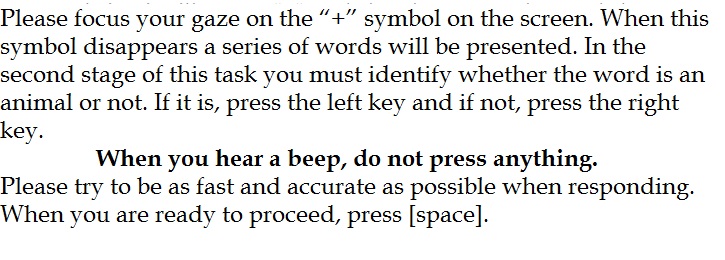 Please focus your gaze on the “+” symbol on the screen. When this
symbol disappears a series of words will be presented. In the
second stage of this task you must identify whether the word is an
animal or not. If it is, press the left key and if not, press the right
key.
When you hear a beep, do not press anything.
Please try to be as fast and accurate as possible when responding.
When you are ready to proceed, press [space].